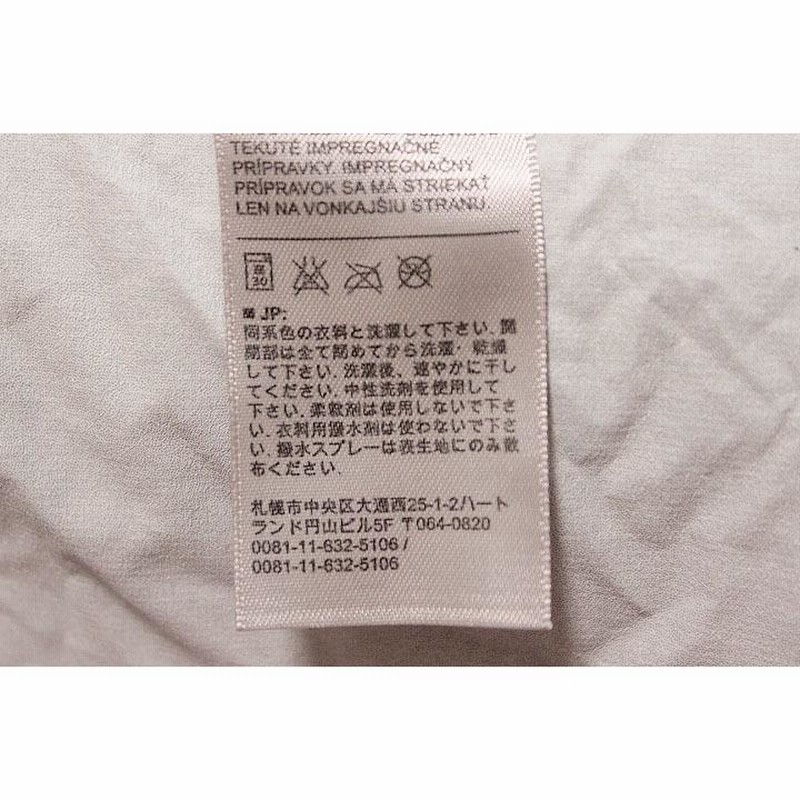 TEKUTÉ IMPREGNAČNÉ
PRÍPRAVKY. IMPREGNAČNÝ
PRÍPRAVOK SA MÁ STRIEKAŤ
LEN NA VONKAJŠIU STRANU.
30
JP:
同系色の衣料と洗濯して下さい. 開
閉部は全て閉めてから洗濯・乾燥
して下さい. 洗濯後、速やかに干し
てください. 中性洗剤を使用して
下さい. 柔軟剤は使用しないで下さ
い. 衣料用撥水剤は使わないで下さ
い. 撥水スプレーは表生地にのみ散
布ください.
札幌市中央区大通西25-1-2ハート
ランド円山ビル5F 〒064-0820
0081-11-632-5106 /
0081-11-632-5106